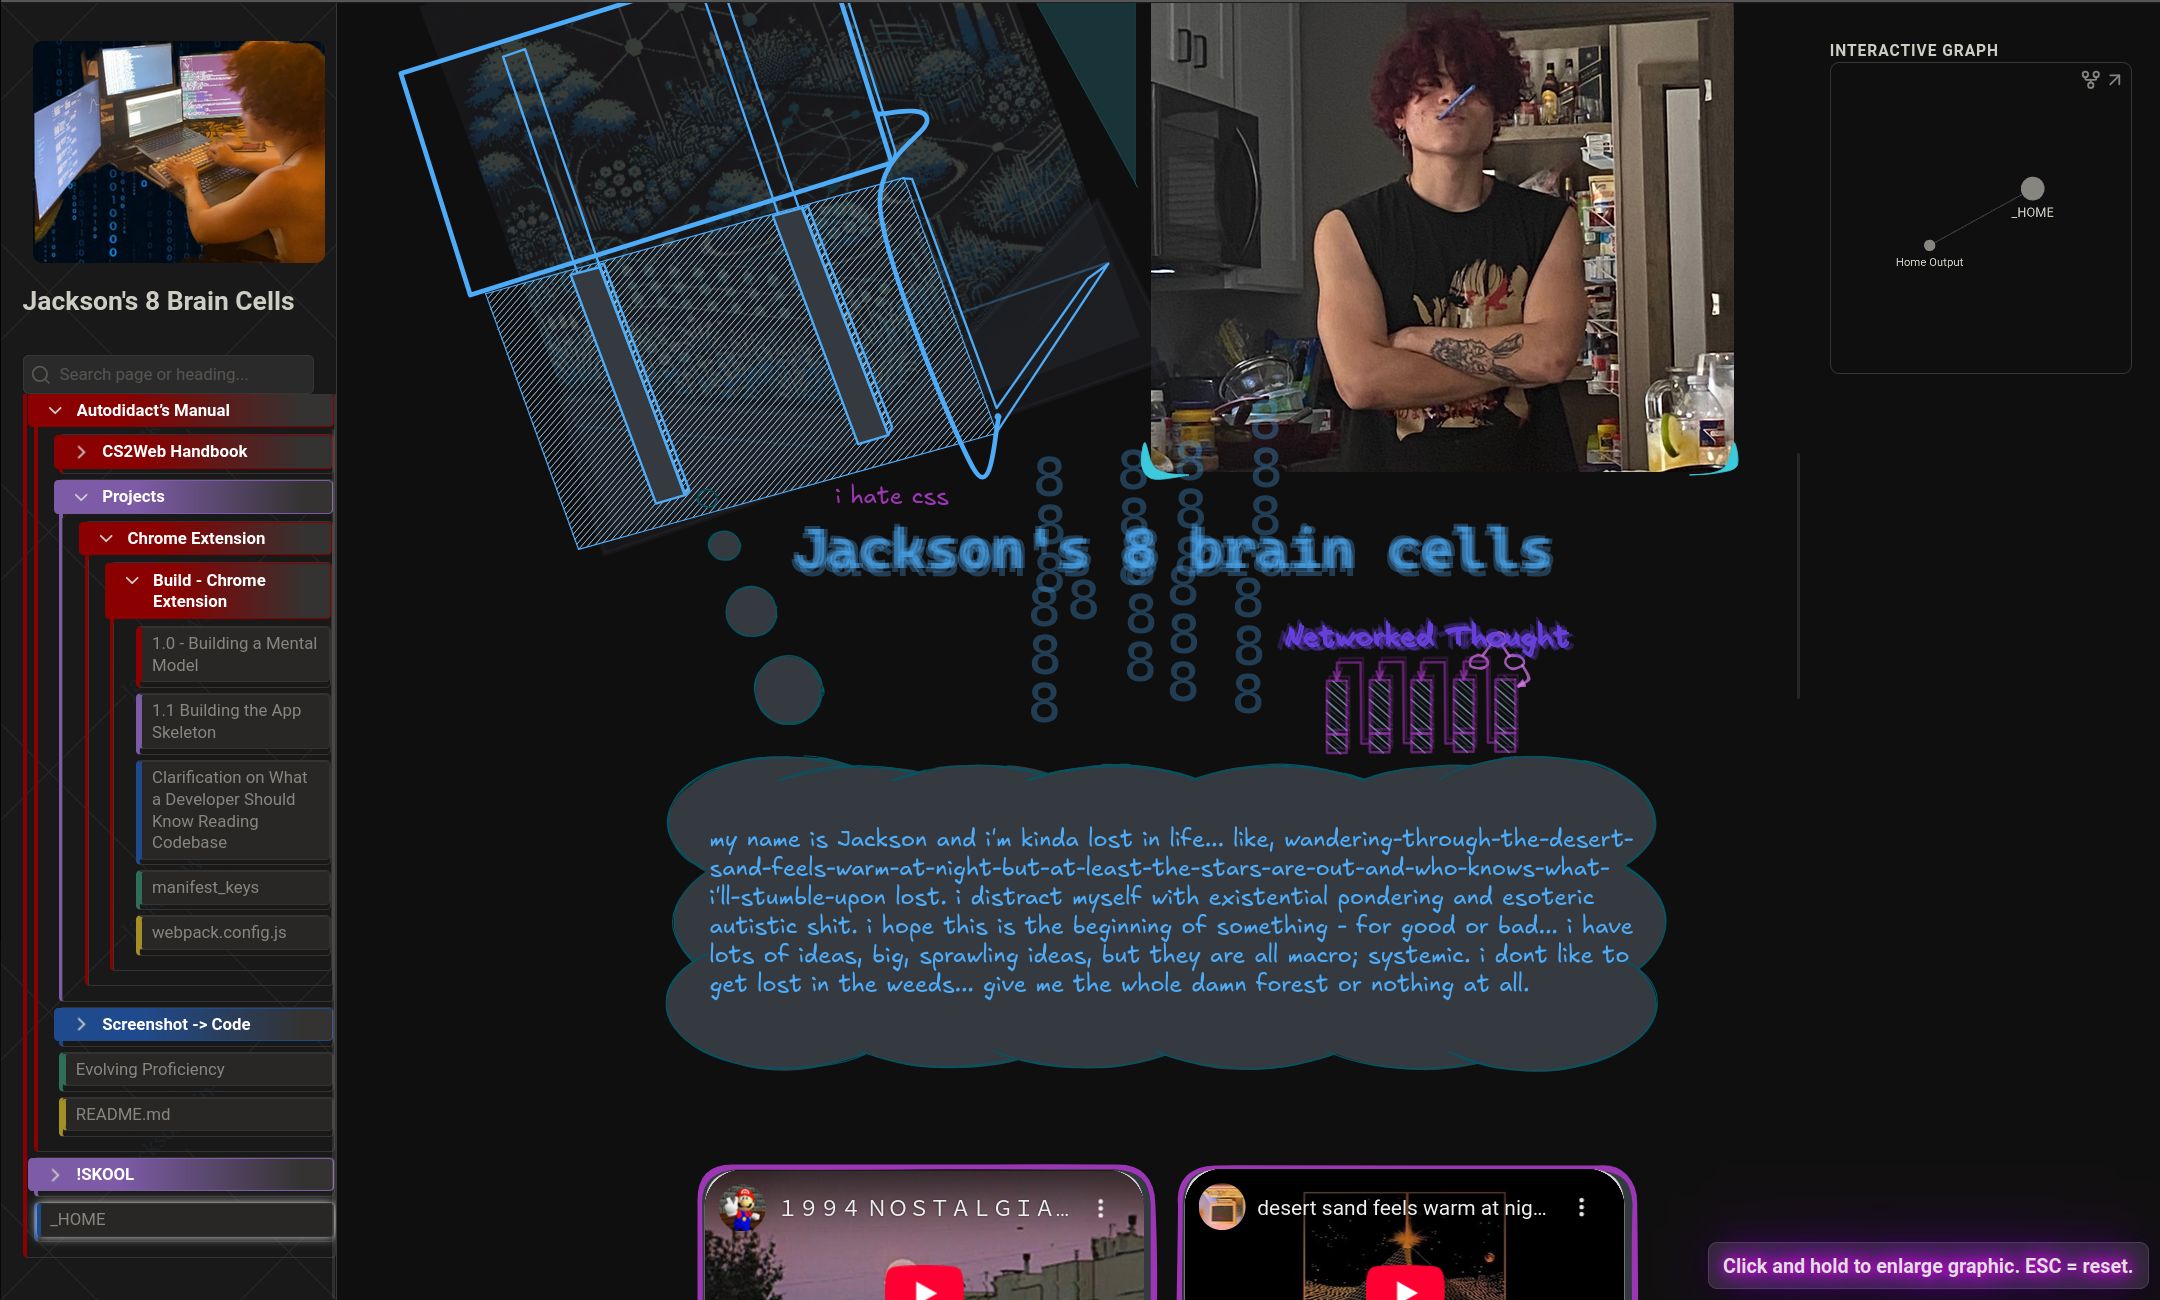 Jackson's 8 Brain Cells
Search page or heading...
Autodidact's Manual
CS2Web Handbook
Projects
Chrome Extension
Build - Chrome
Extension
1.0 - Building a Mental
Model
1.1 Building the App
Skeleton
Clarification on What
a Developer Should
Know Reading
Codebase
manifest_keys
webpack.config.js
Screenshot -> Code
Evolving Proficiency
README.md
!SKOOL
_HOME
i hate css
Jackson's 8 brain cells
Networked Thought
my name is Jackson and i'm kinda lost in life... like, wandering-through-the-desert-
sand-feels-warm-at-night-but-at-least-the-stars-are-out-and-who-knows-what-
i'll-stumble-upon lost. i distract myself with existential pondering and esoteric
autistic shit. i hope this is the beginning of something - for good or bad... i have
lots of ideas, big, sprawling ideas, but they are all macro; systemic. i dont like to
get lost in the weeds... give me the whole damn forest or nothing at all.
1994 NOSTALGIA...
desert sand feels warm at nig...
INTERACTIVE GRAPH
_HOME
Home Output
Click and hold to enlarge graphic. ESC = reset.